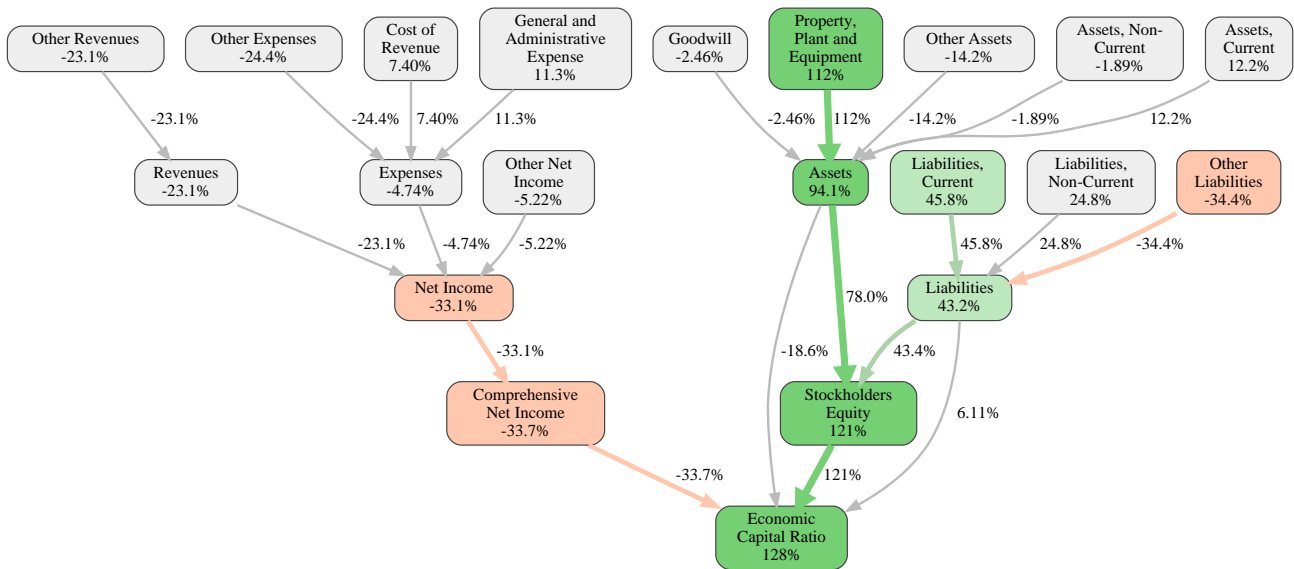 Other Revenues
-23.1%
Other Expenses
-24.4%
Cost of
Revenue
7.40%
General and
Administrative
Expense
11.3%
Goodwill
-2.46%
Property,
Plant and
Equipment
112%
Other Assets
-14.2%
Assets, Non-
Current
-1.89%
Assets,
Current
12.2%
-23.1%
-24.4%
7.40%
11.3%
-2.46%
112%
-14.2%
-1.89%
12.2%
Revenues
-23.1%
Expenses
-4.74%
Other Net
Income
-5.22%
Assets
94.1%
Liabilities,
Current
45.8%
Liabilities,
Non-Current
24.8%
Other
Liabilities
-34.4%
-23.1%
-4.74%
-5.22%
45.8%
24.8%
-34.4%
Net Income
-33.1%
78.0%
Liabilities
43.2%
-33.1%
-18.6%
43.4%
Comprehensive
Net Income
-33.7%
Stockholders
Equity
121%
6.11%
-33.7%
121%
Economic
Capital Ratio
128%